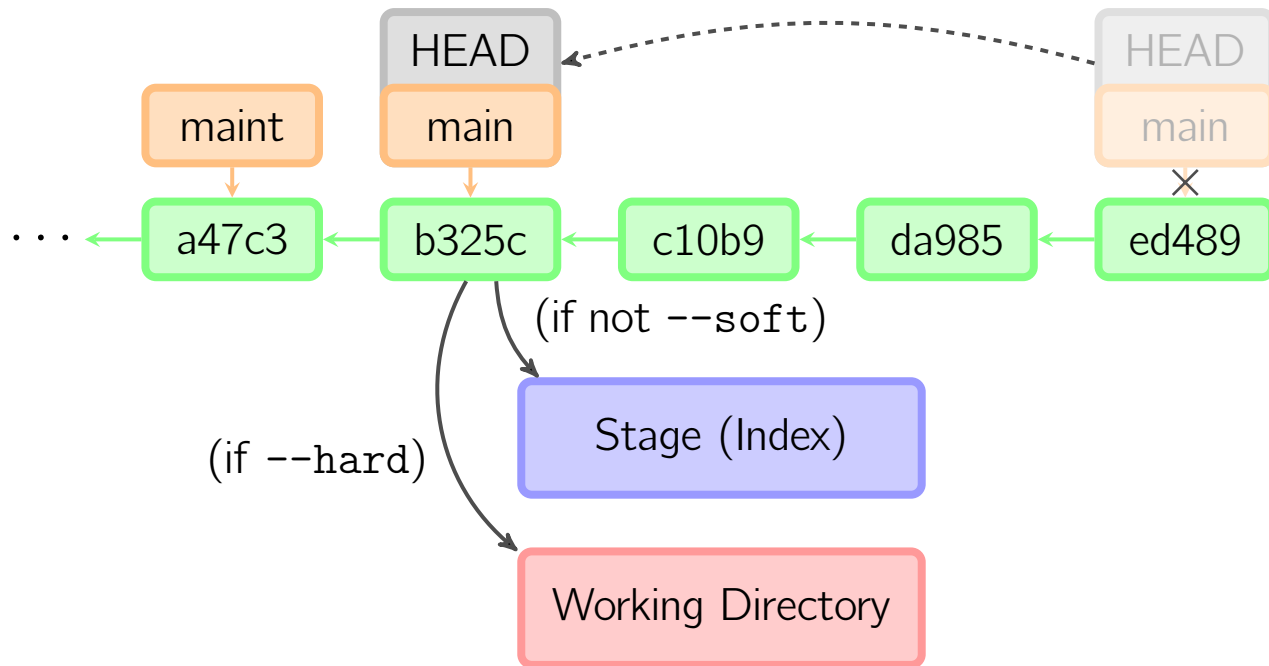 HEAD
HEAD
maint
main
main
... a47c3 b325c c10b9 da985 ed489
(if not --soft)
Stage (Index)
(if --hard)
Working Directory